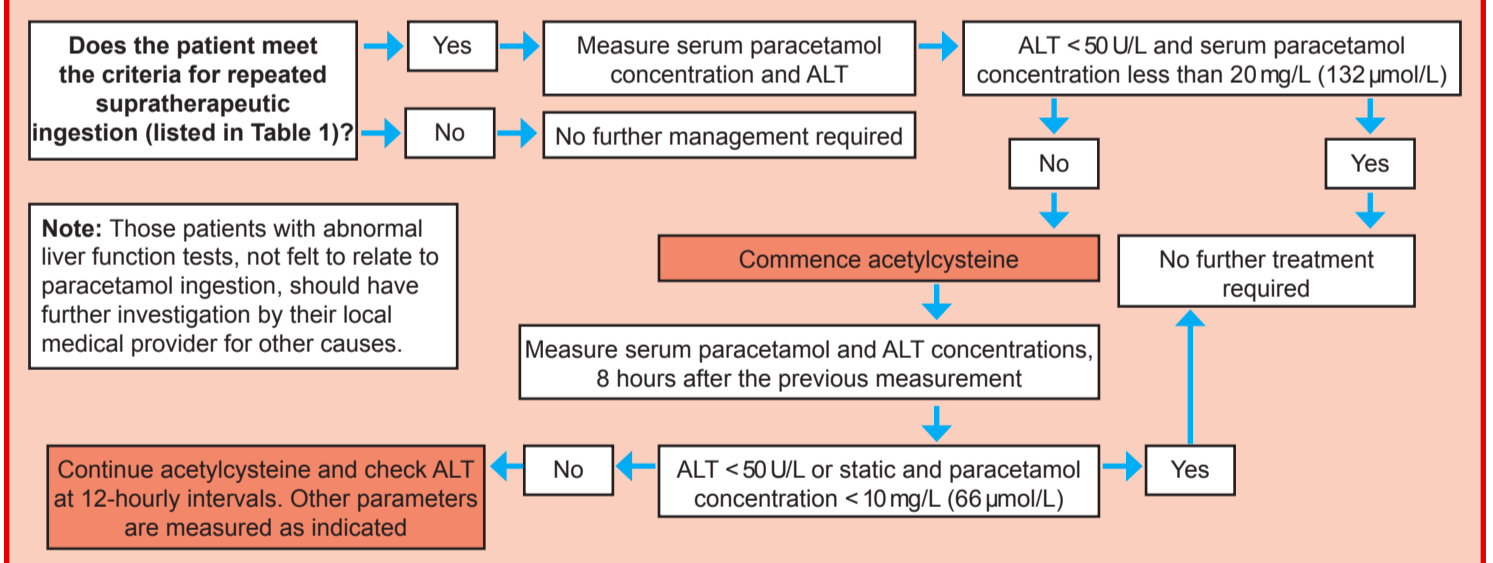 Does the patient meet
the criteria for repeated
supratherapeutic
ingestion (listed in Table 1)?
Yes
Measure serum paracetamol
concentration and ALT
ALT <50 U/L and serum paracetamol
concentration less than 20 mg/L (132 µmol/L)
No
No further management required
No
Yes
Note: Those patients with abnormal
liver function tests, not felt to relate to
paracetamol ingestion, should have
further investigation by their local
medical provider for other causes.
Commence acetylcysteine
No further treatment
required
Measure serum paracetamol and ALT concentrations,
8 hours after the previous measurement
Continue acetylcysteine and check ALT
at 12-hourly intervals. Other parameters
are measured as indicated
No
ALT <50 U/L or static and paracetamol
concentration <10 mg/L (66 µmol/L)
Yes